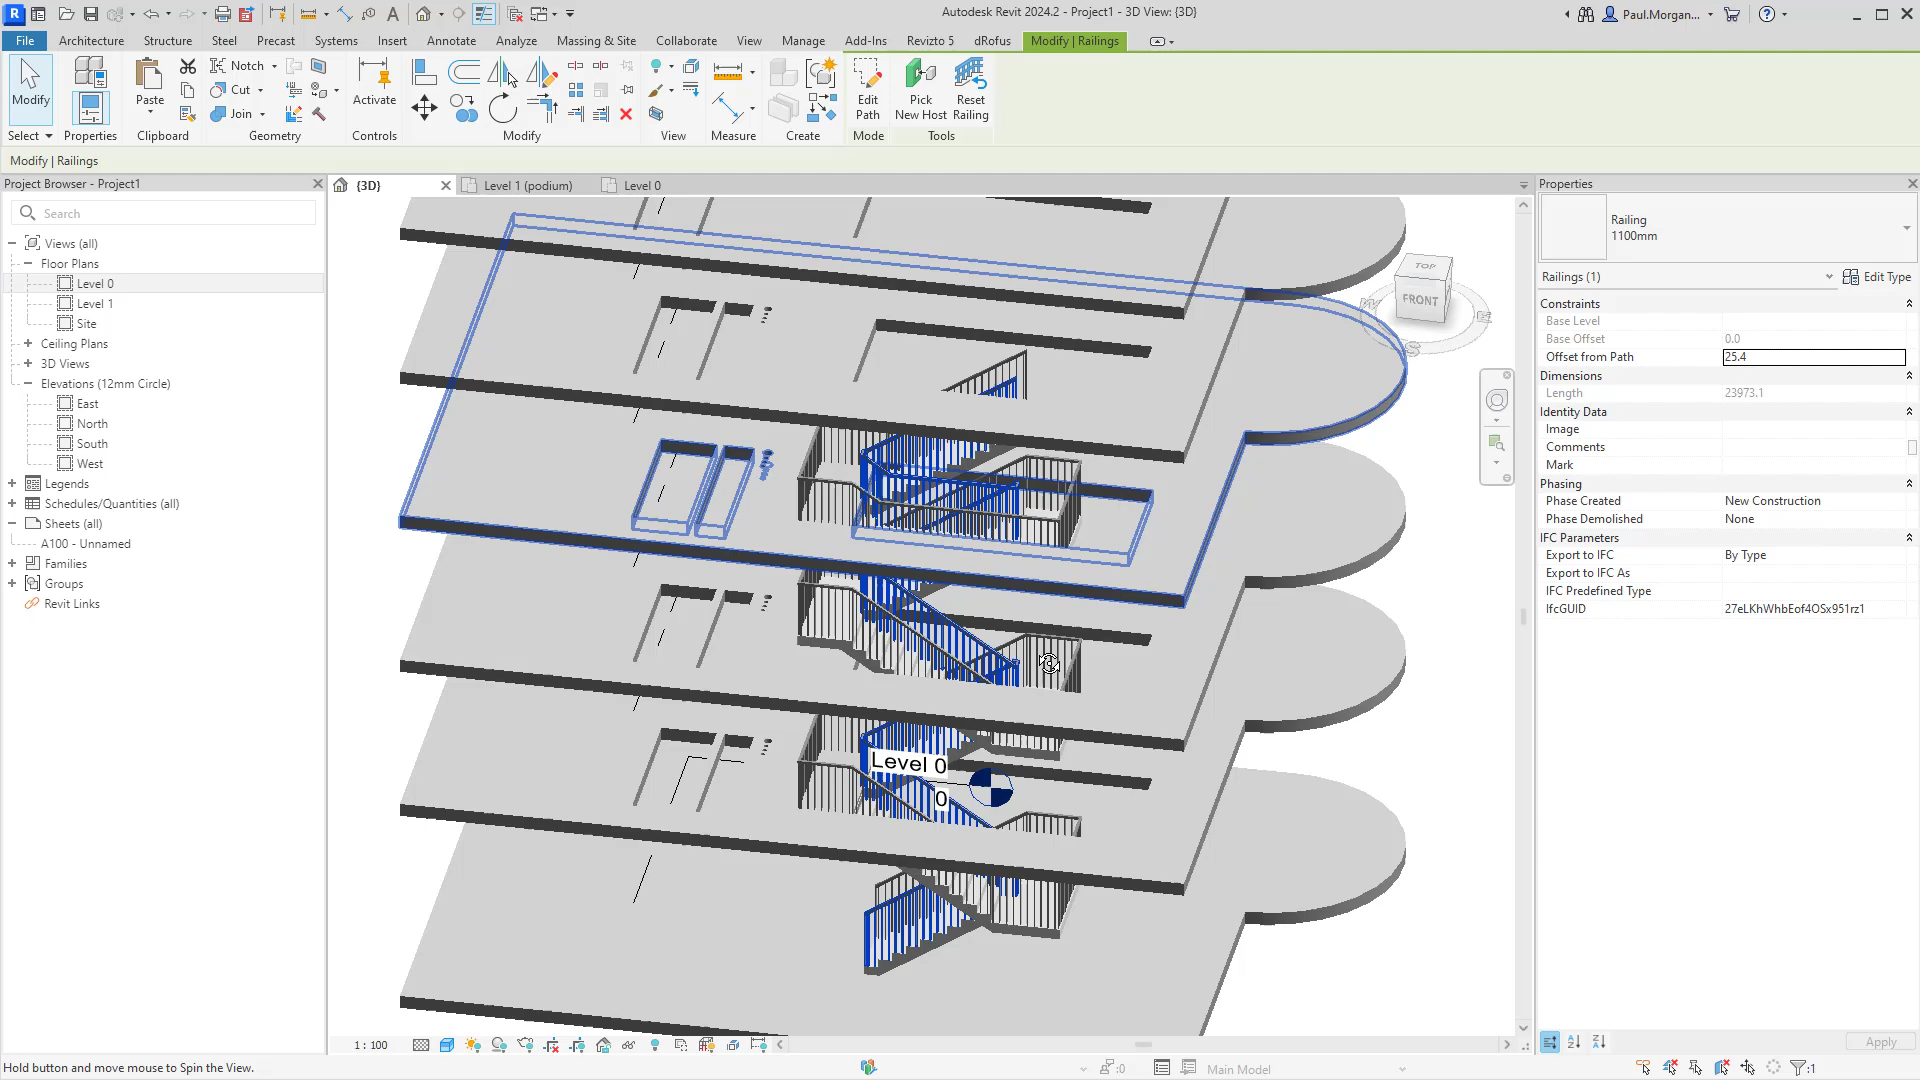 Autodesk Revit 2024.2 - Project1 - 3D View: {3D}
Paul.Morgan...
File
Architecture
Structure
Steel
Precast
Systems
Insert
Annotate
Analyze
Massing & Site
Collaborate
View
Manage
Add-Ins
Revizto 5
dRofus
Modify | Railings
Modify
Properties
Paste
Notch
Cut
Join
Activate
Edit Path
Pick New Host
Reset Railing
Select
Properties
Clipboard
Geometry
Controls
Modify
View
Measure
Create
Mode
Tools
Modify | Railings
Project Browser - Project1
Search
Views (all)
Floor Plans
Level 0
Level 1
Site
Ceiling Plans
3D Views
Elevations (12mm Circle)
East
North
South
West
Legends
Schedules/Quantities (all)
Sheets (all)
A100 - Unnamed
Families
Groups
Revit Links
{3D}
Level 1 (podium)
Level 0
TOP
FRONT
Level 0
0
Properties
Railing
1100mm
Railings (1)
Edit Type
Constraints
Base Level
Base Offset 0.0
Offset from Path 25.4
Dimensions
Length 23973.1
Identity Data
Image
Comments
Mark
Phasing
Phase Created New Construction
Phase Demolished None
IFC Parameters
Export to IFC By Type
Export to IFC As
IFC Predefined Type
IfcGUID 27eLKhWhbEof4OSx951rz1
Apply
1 : 100
Hold button and move mouse to Spin the View.
:0
Main Model
:1